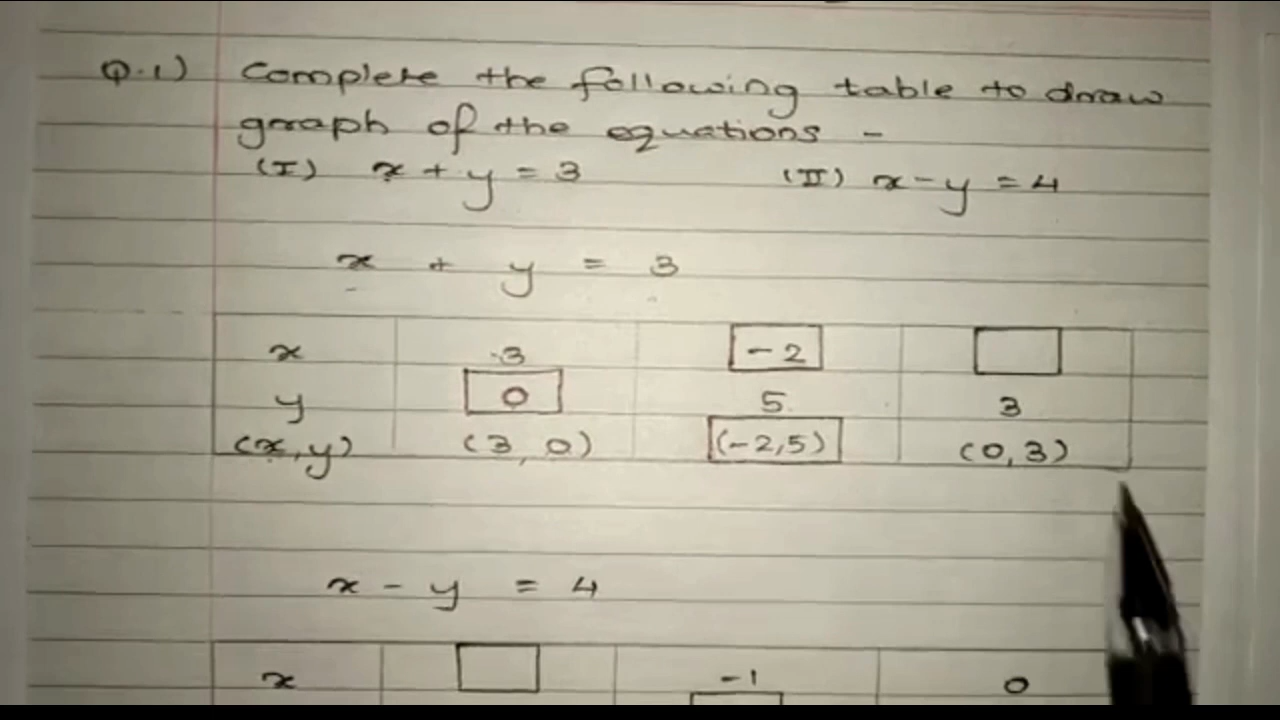 Q.1) Complete the following table to draw
graph of the equations -
(I) x + y = 3 (II) x - y = 4
x + y = 3
x 3 -2
y 0 5 3
(x, y) (3, 0) (-2,5) (0,3)
x - y = 4
x -1 0